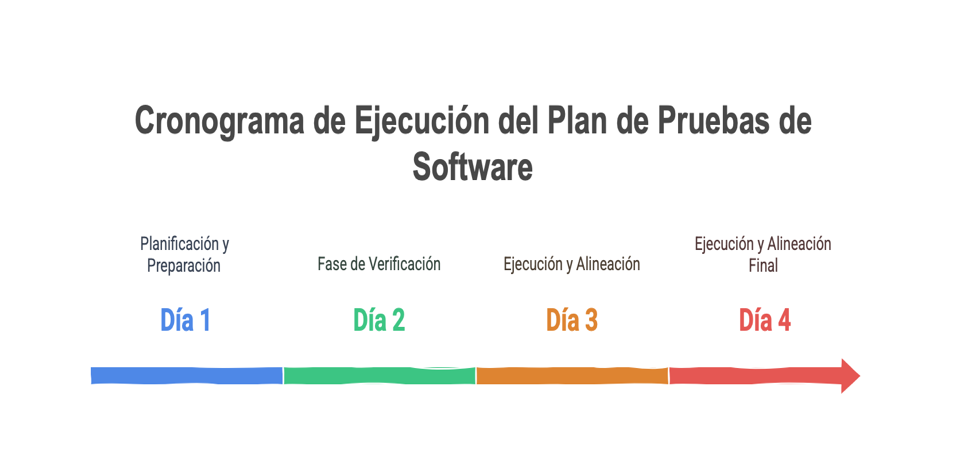 Cronograma de Ejecución del Plan de Pruebas de
Software
Planificación y
Preparación
Día 1
Fase de Verificación
Día 2
Ejecución y Alineación
Día 3
Ejecución y Alineación
Final
Día 4